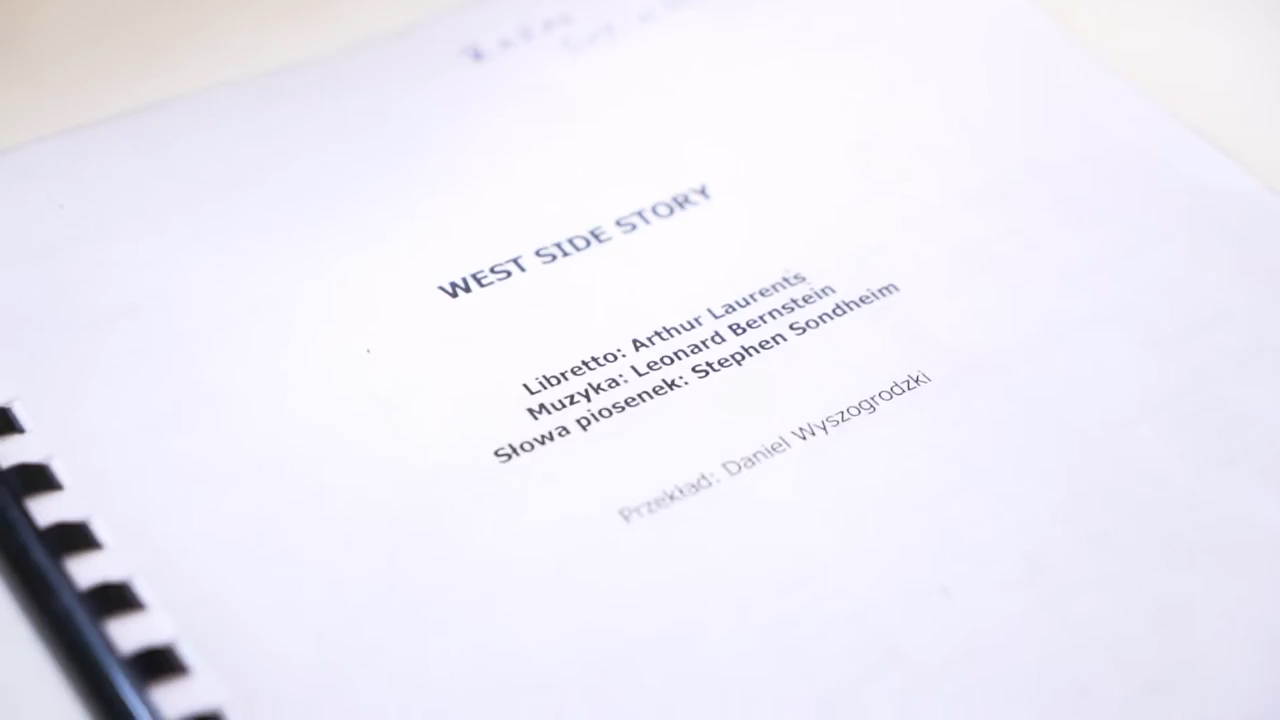 WEST SIDE STORY
Libretto: Arthur Laurents
Muzyka: Leonard Bernstein
Słowa piosenek: Stephen Sondheim
Przekład: Daniel Wyszogrodzki